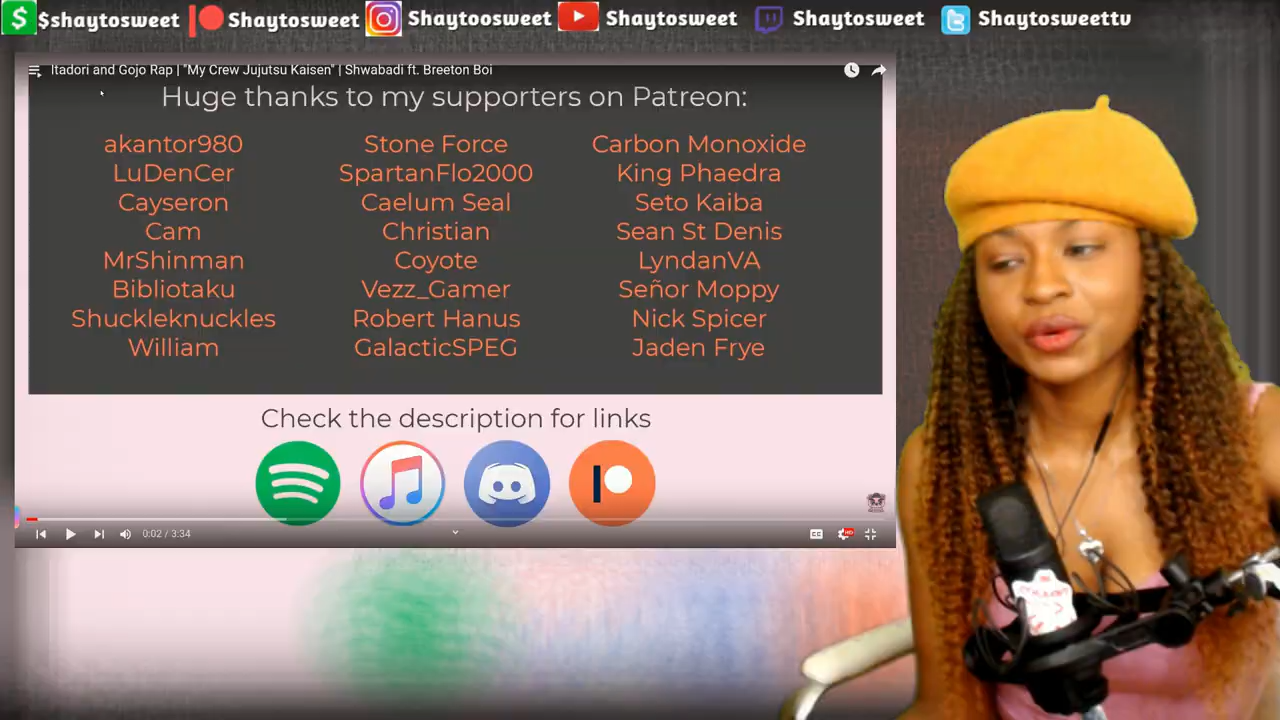 $shaytosweet Shaytosweet Shaytoosweet Shaytosweet Shaytosweet Shaytosweettv
Itadori and Gojo Rap | "My Crew Jujutsu Kaisen" | Shwabadi ft. Breeton Boi
Huge thanks to my supporters on Patreon:
akantor980 Stone Force Carbon Monoxide
LuDenCer SpartanFlo2000 King Phaedra
Cayseron Caelum Seal Seto Kaiba
Cam Christian Sean St Denis
MrShinman Coyote LyndanVA
Bibliotaku Vezz_Gamer Señor Moppy
Shuckleknuckles Robert Hanus Nick Spicer
William GalacticSPEG Jaden Frye
Check the description for links
0:02 / 3:34